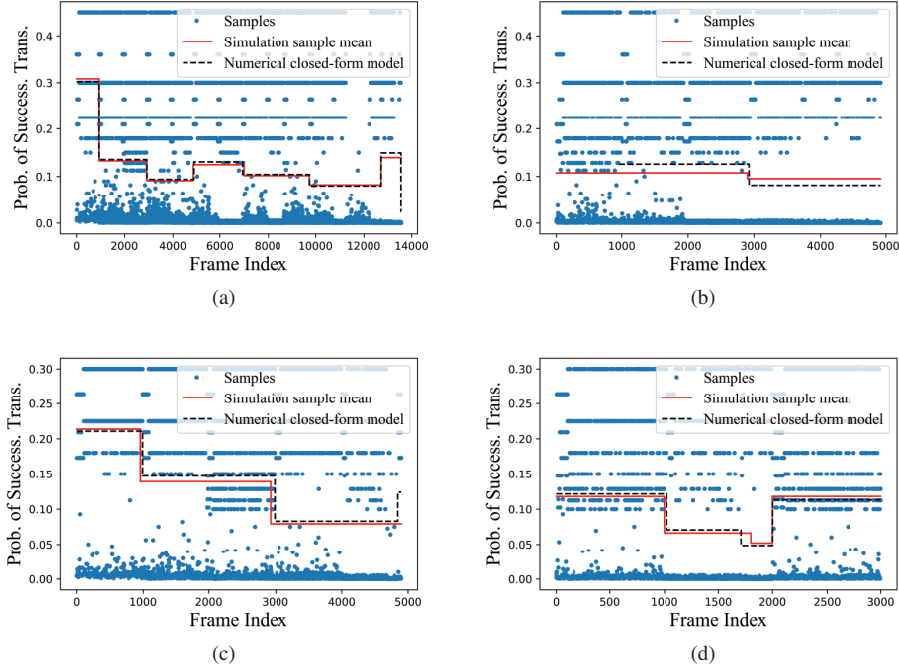 Prob. of Success. Trans.
0.4
0.3
0.2
0.1
0.0
Samples
Simulation sample mean
Numerical closed-form model
0 2000 4000 6000 8000 10000 12000 14000
Frame Index
(a)
Prob. of Success. Trans.
0.4
0.3
0.2
0.1
0.0
Samples
Simulation sample mean
Numerical closed-form model
0 1000 2000 3000 4000 5000
Frame Index
(b)
Prob. of Success. Trans.
0.30
0.25
0.20
0.15
0.10
0.05
0.00
Samples
Simulation sample mean
Numerical closed-form model
0 1000 2000 3000 4000 5000
Frame Index
(c)
Prob. of Success. Trans.
0.30
0.25
0.20
0.15
0.10
0.05
0.00
Samples
Simulation sample mean
Numerical closed-form model
0 500 1000 1500 2000 2500 3000
Frame Index
(d)